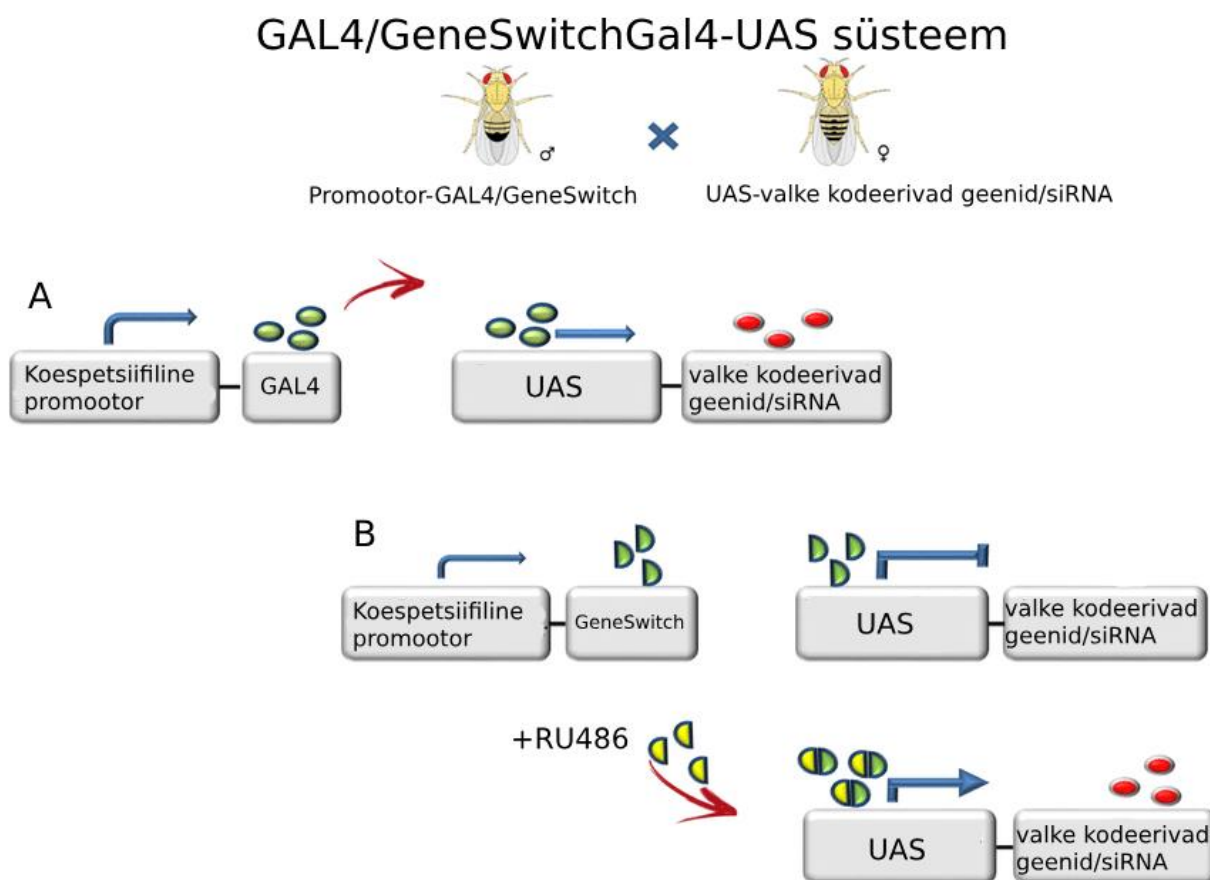 GAL4/GeneSwitchGal4-UAS süsteem
♂
♀
Promootor-GAL4/GeneSwitch
UAS-valke kodeerivad geenid/siRNA
A
Koespetsiifiline
promootor
GAL4
UAS
valke kodeerivad
geenid/siRNA
B
Koespetsiifiline
promootor
GeneSwitch
UAS
valke kodeerivad
geenid/siRNA
+RU486
UAS
valke kodeerivad
geenid/siRNA